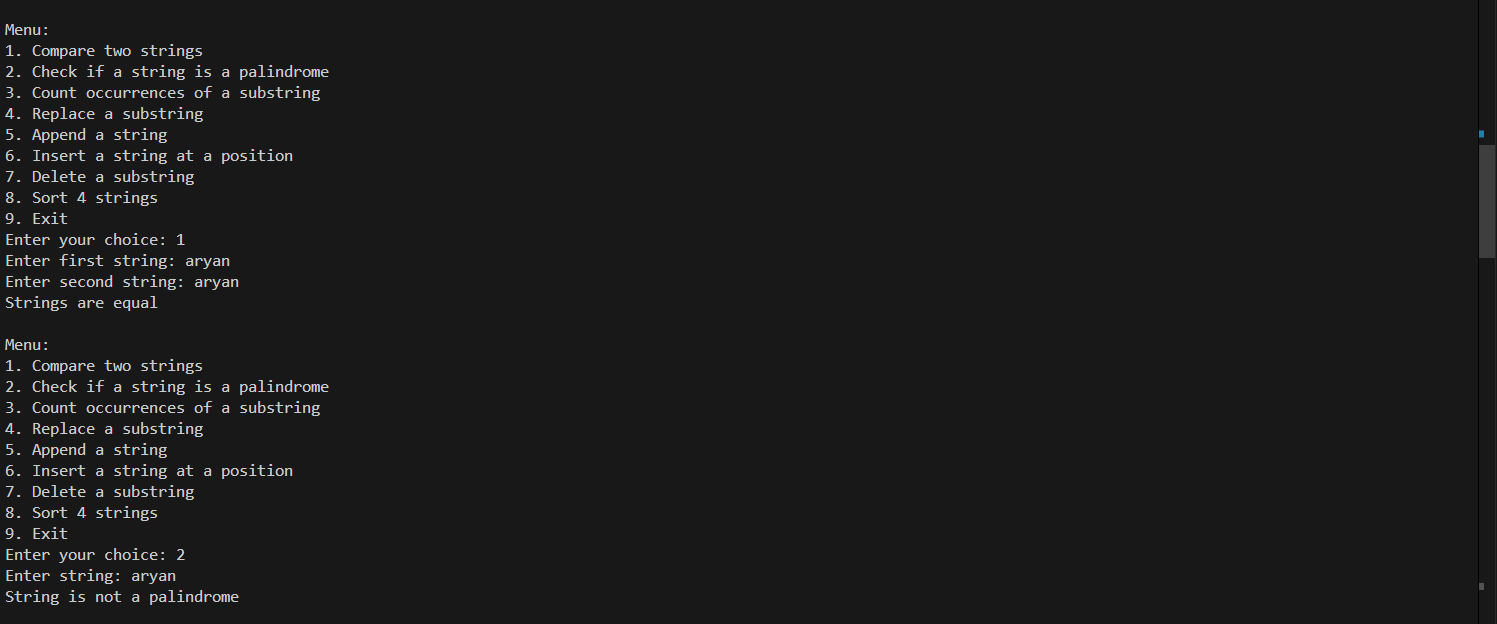 Menu:
1. Compare two strings
2. Check if a string is a palindrome
3. Count occurrences of a substring
4. Replace a substring
5. Append a string
6. Insert a string at a position
7. Delete a substring
8. Sort 4 strings
9. Exit
Enter your choice: 1
Enter first string: aryan
Enter second string: aryan
Strings are equal

Menu:
1. Compare two strings
2. Check if a string is a palindrome
3. Count occurrences of a substring
4. Replace a substring
5. Append a string
6. Insert a string at a position
7. Delete a substring
8. Sort 4 strings
9. Exit
Enter your choice: 2
Enter string: aryan
String is not a palindrome